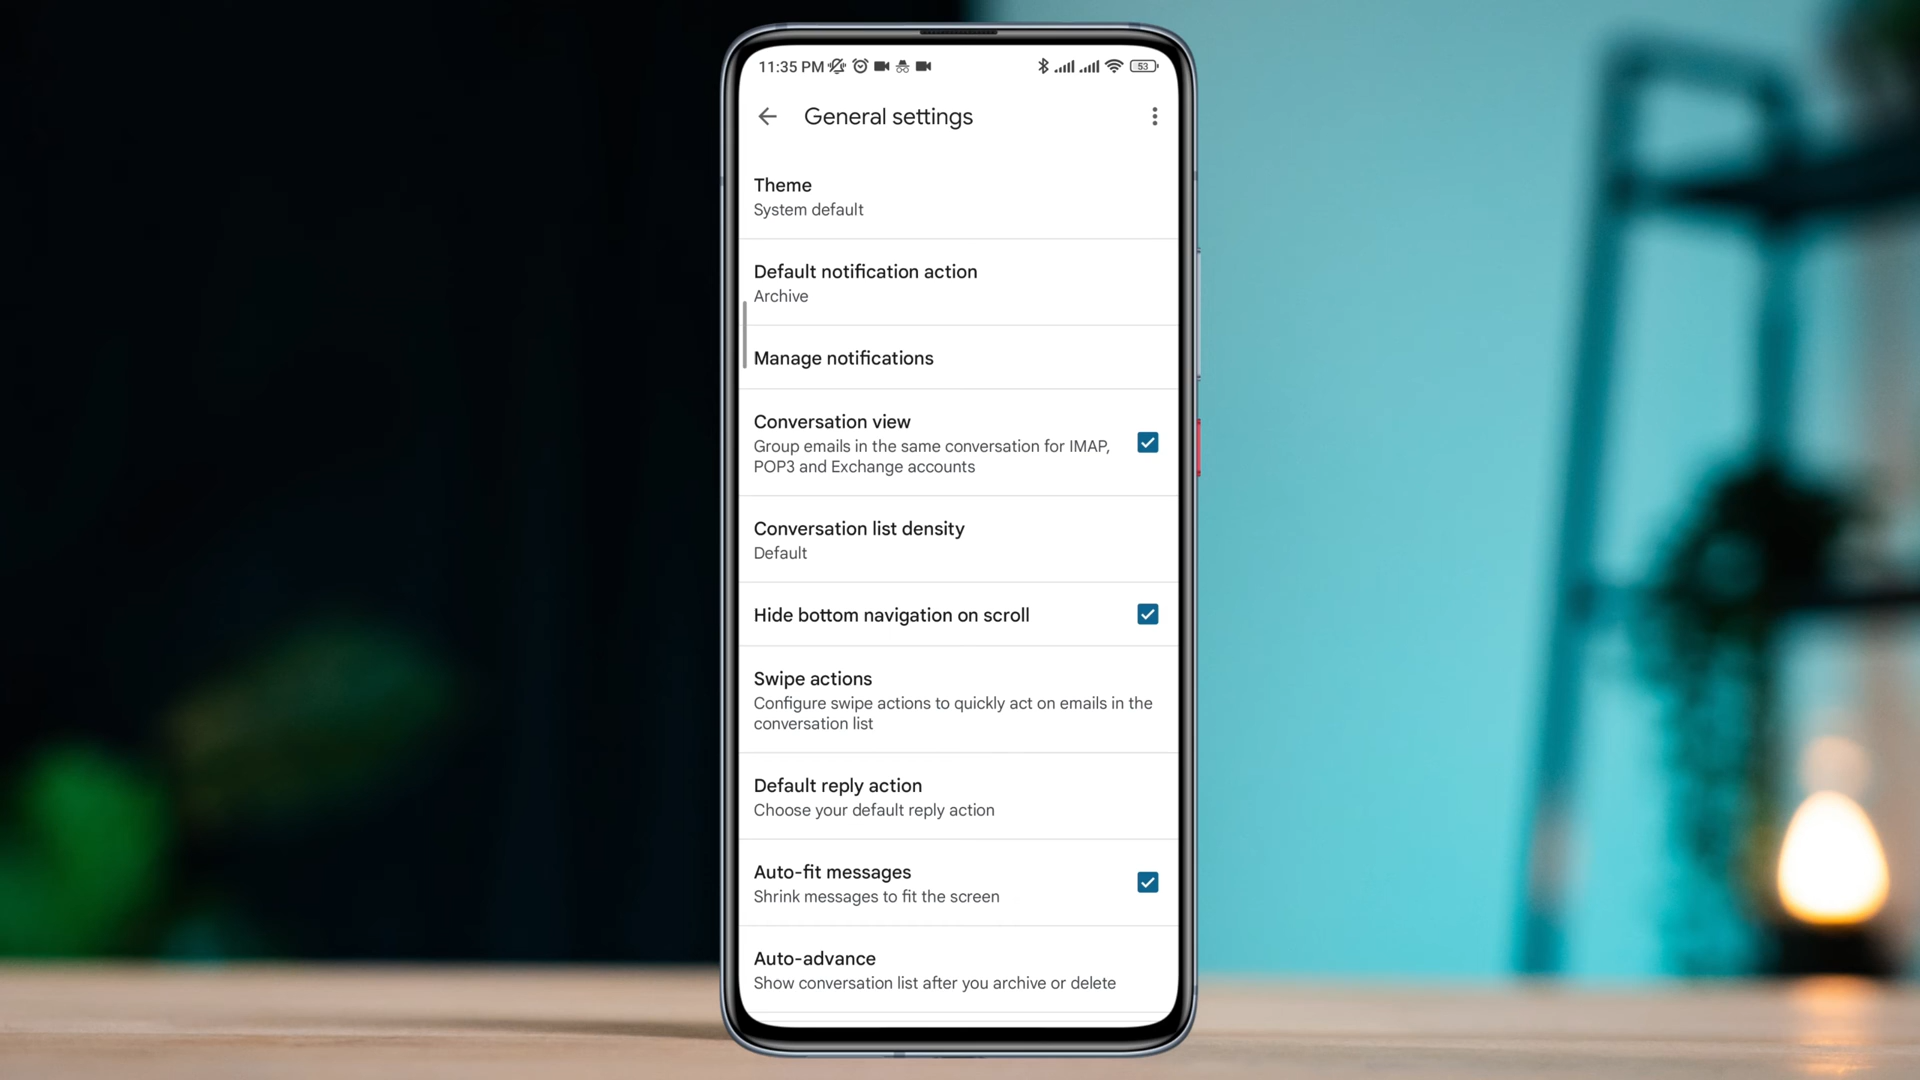 11:35 PM
53
General settings
Theme
System default
Default notification action
Archive
Manage notifications
Conversation view
Group emails in the same conversation for IMAP,
POP3 and Exchange accounts
Conversation list density
Default
Hide bottom navigation on scroll
Swipe actions
Configure swipe actions to quickly act on emails in the
conversation list
Default reply action
Choose your default reply action
Auto-fit messages
Shrink messages to fit the screen
Auto-advance
Show conversation list after you archive or delete